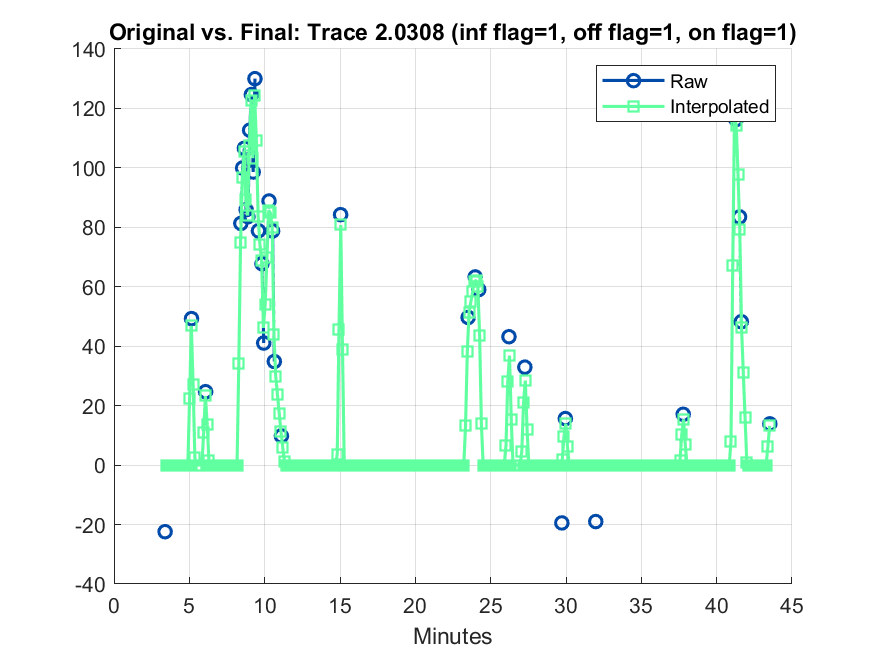 Original vs. Final: Trace 2.0308 (inf flag=1, off flag=1, on flag=1)
140
120
100
80
60
40
20
0
-20
-40
Raw
Interpolated
0 5 10 15 20 25 30 35 40 45
Minutes